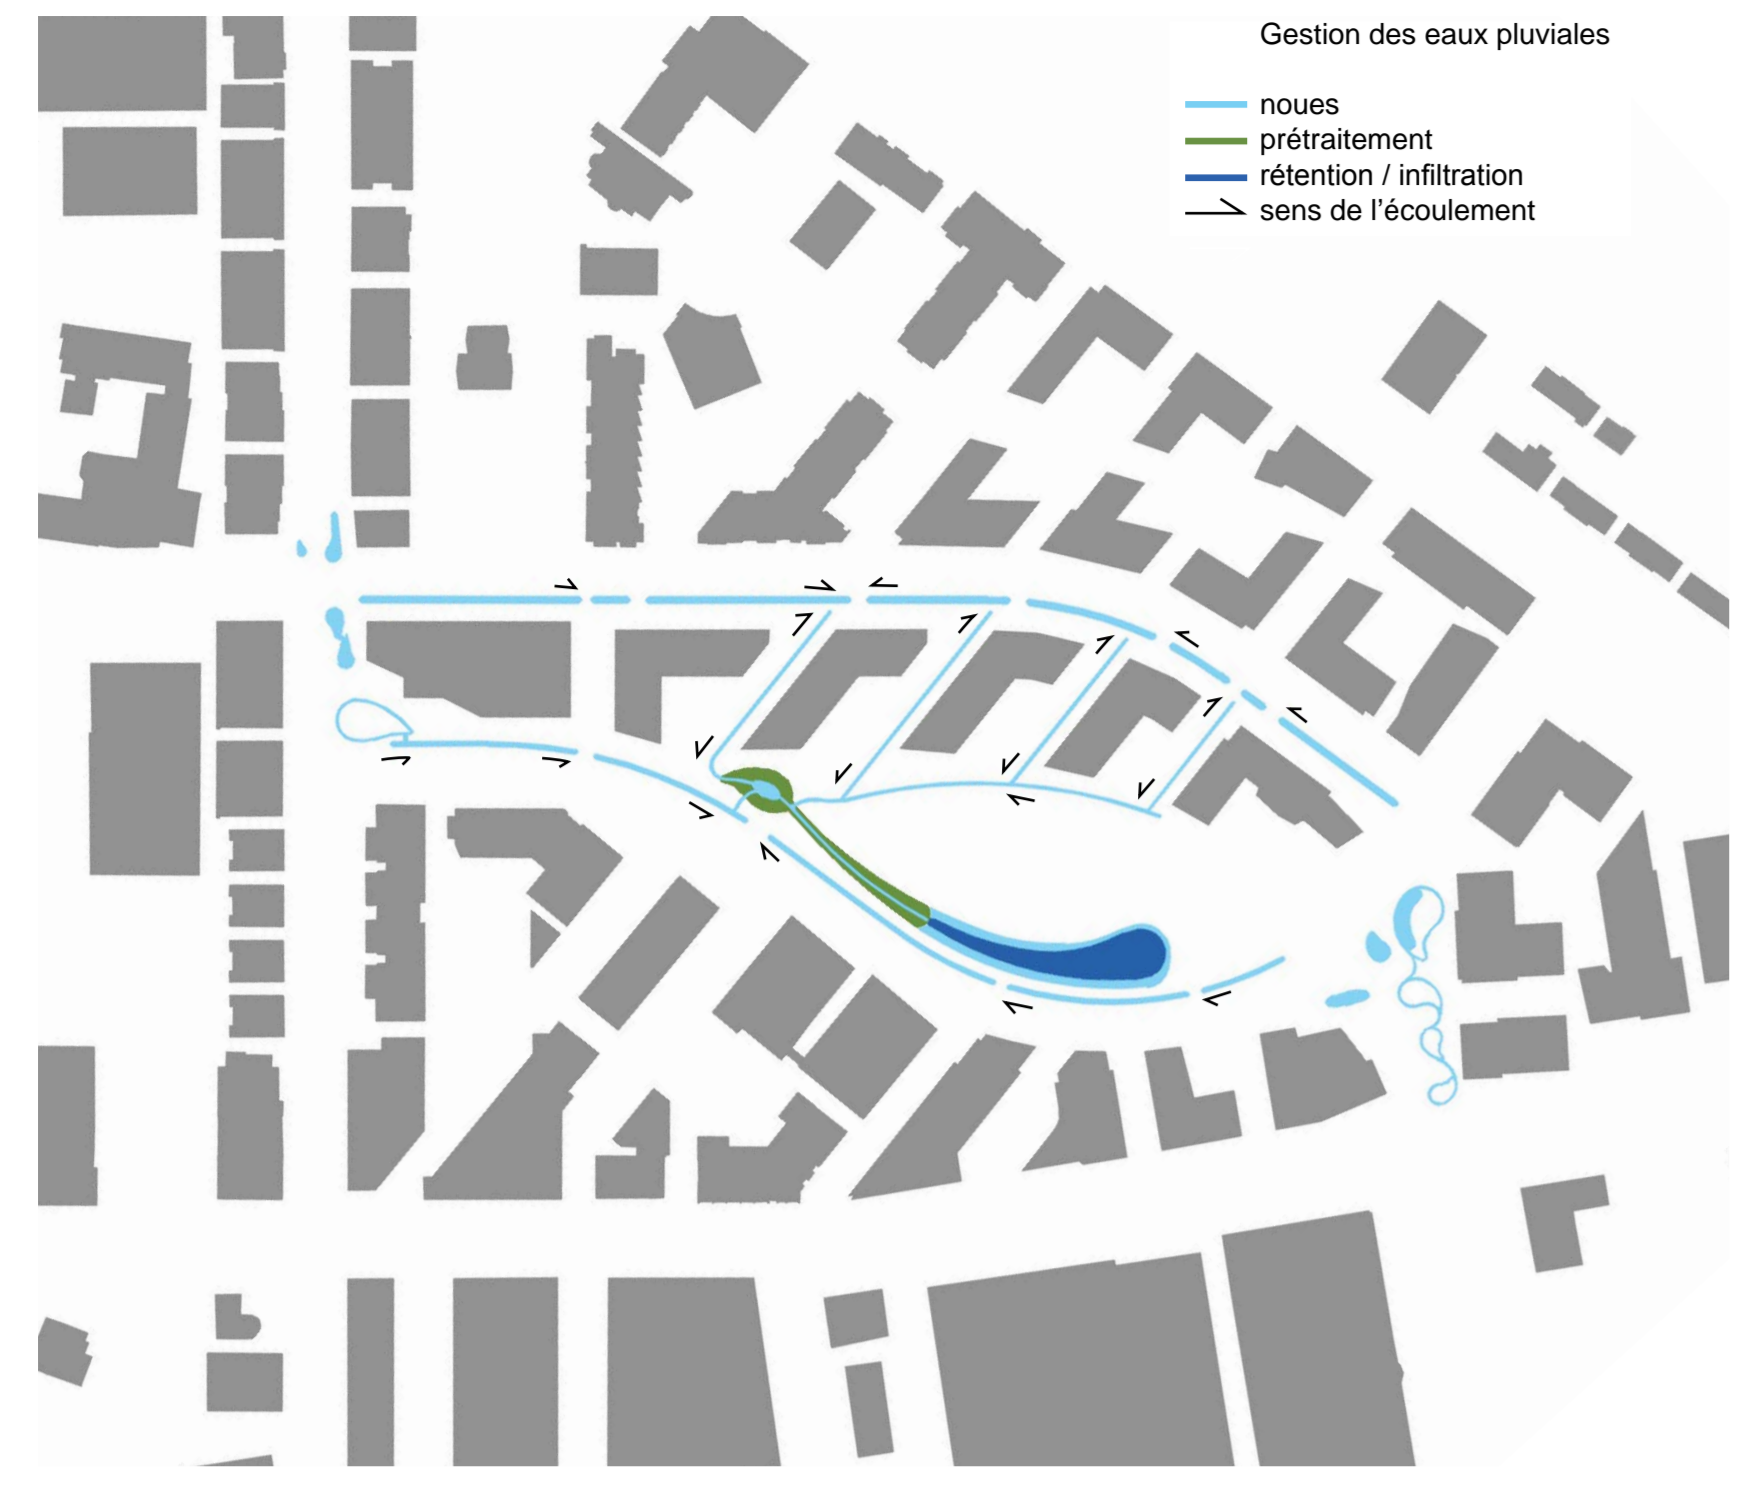 Gestion des eaux pluviales
noues
prétraitement
rétention / infiltration
sens de l'écoulement